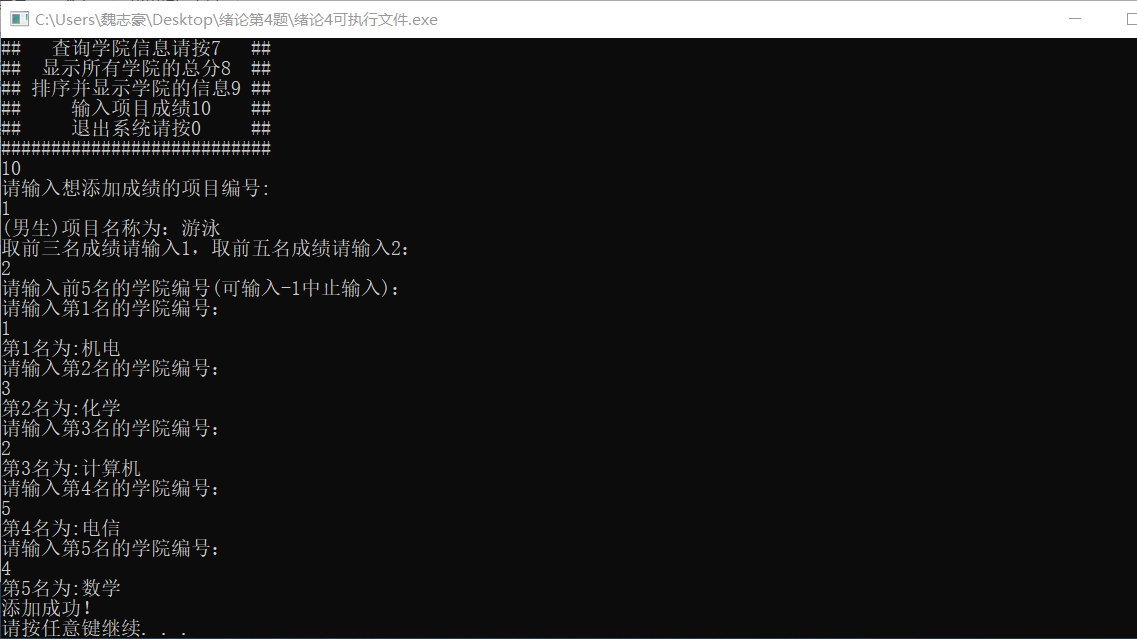 C:\Users\魏志豪\Desktop\绪论第4题\绪论4可执行文件.exe
##   查询学院信息请按7   ##
##  显示所有学院的总分8  ##
## 排序并显示学院的信息9 ##
##     输入项目成绩10    ##
##     退出系统请按0     ##
###########################
10
请输入想添加成绩的项目编号:
1
(男生)项目名称为: 游泳
取前三名成绩请输入1，取前五名成绩请输入2：
2
请输入前5名的学院编号(可输入-1中止输入)：
请输入第1名的学院编号：
1
第1名为:机电
请输入第2名的学院编号：
3
第2名为:化学
请输入第3名的学院编号：
2
第3名为:计算机
请输入第4名的学院编号：
5
第4名为:电信
请输入第5名的学院编号：
4
第5名为:数学
添加成功！
请按任意键继续. . .